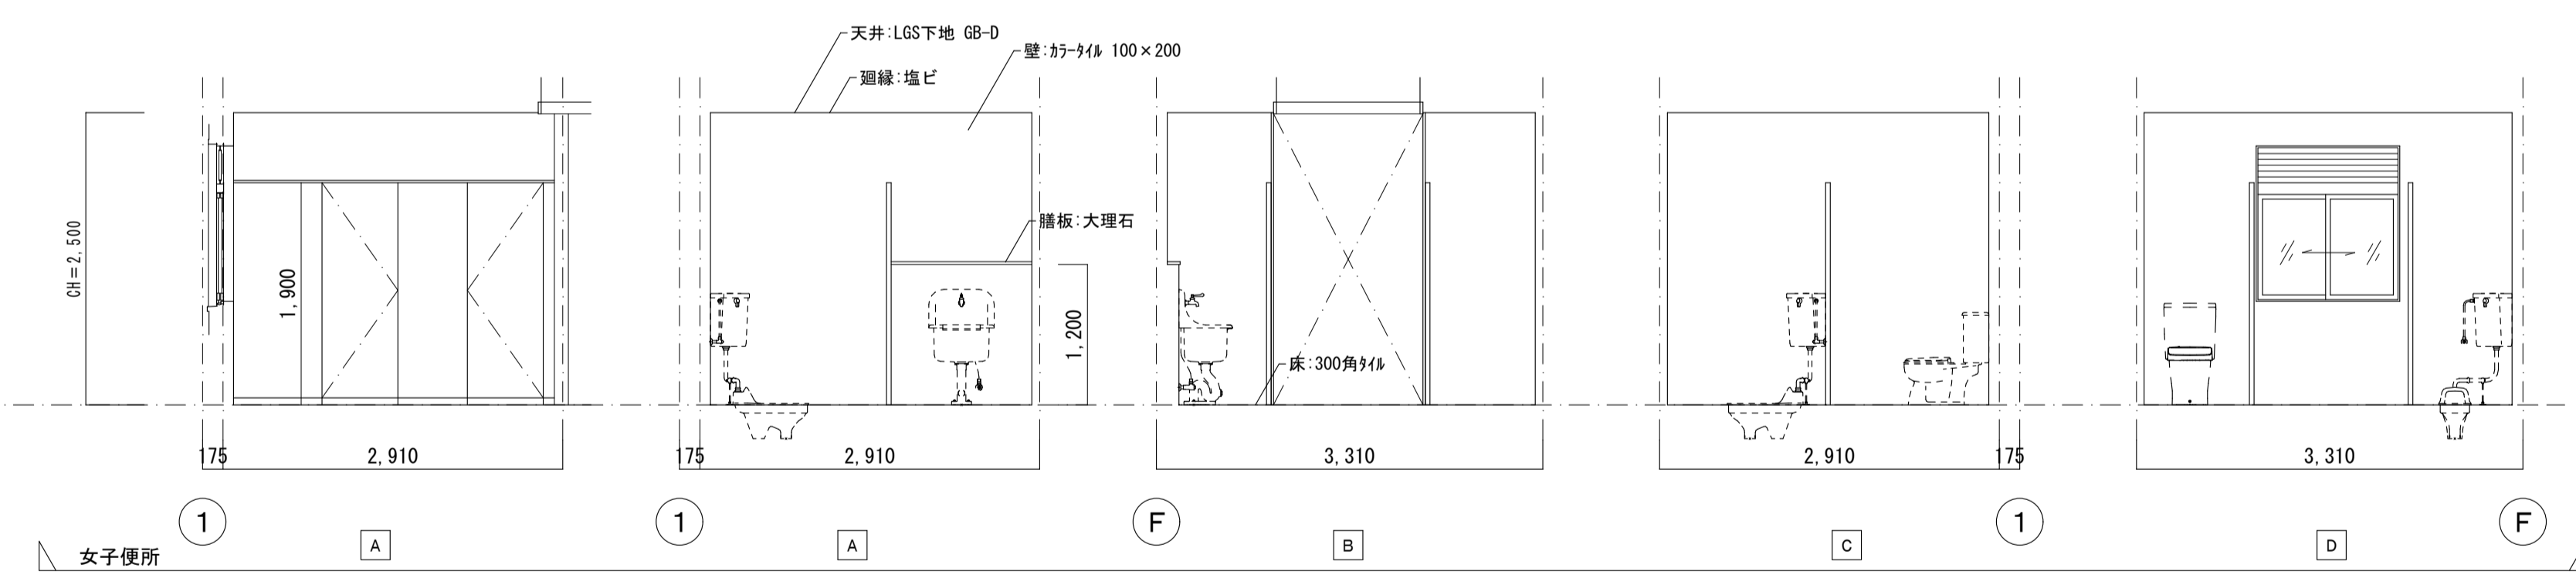 天井:LGS下地 GB-D
壁:ｶﾗｰﾀｲﾙ 100×200
廻縁:塩ビ
膳板:大理石
CH=2,500
1,900
1,200
床:300角ﾀｲﾙ
175
2,910
175
2,910
3,310
2,910
175
3,310
1
1
F
1
F
A
A
B
C
D
女子便所